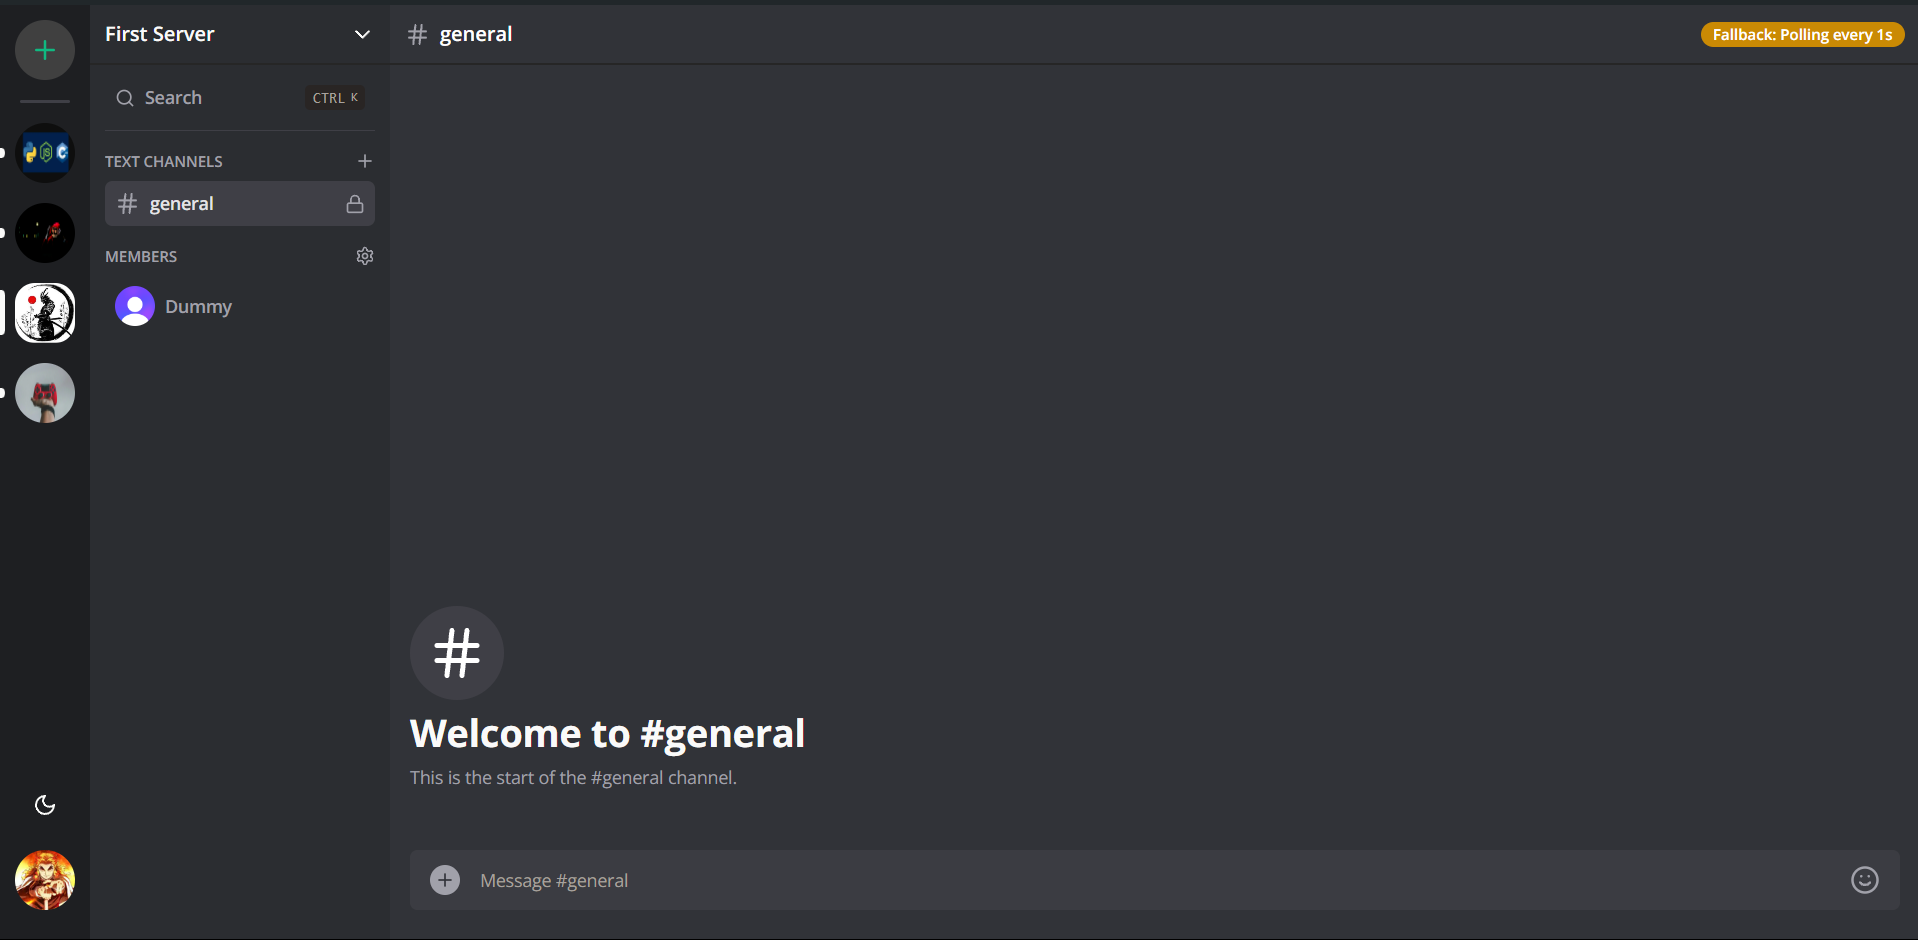 First Server
general
Fallback: Polling every 1s
Search
CTRL K
TEXT CHANNELS
general
MEMBERS
Dummy
Welcome to #general
This is the start of the #general channel.
Message #general